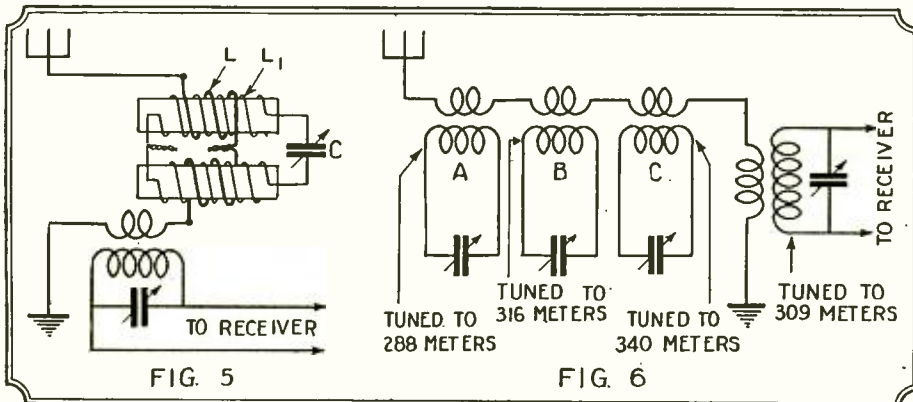 L
L1
C
TO RECEIVER
FIG. 5
A
B
C
TUNED TO
288 METERS
TUNED TO
316 METERS
TUNED TO
340 METERS
TUNED TO
309 METERS
TO RECEIVER
FIG. 6